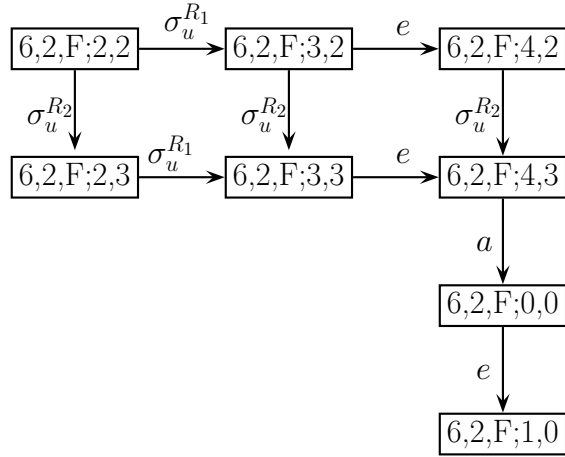 σ_u^{R_1} e
6,2,F;2,2 6,2,F;3,2 6,2,F;4,2
σ_u^{R_2} σ_u^{R_2} σ_u^{R_2}
σ_u^{R_1} e
6,2,F;2,3 6,2,F;3,3 6,2,F;4,3
a
6,2,F;0,0
e
6,2,F;1,0